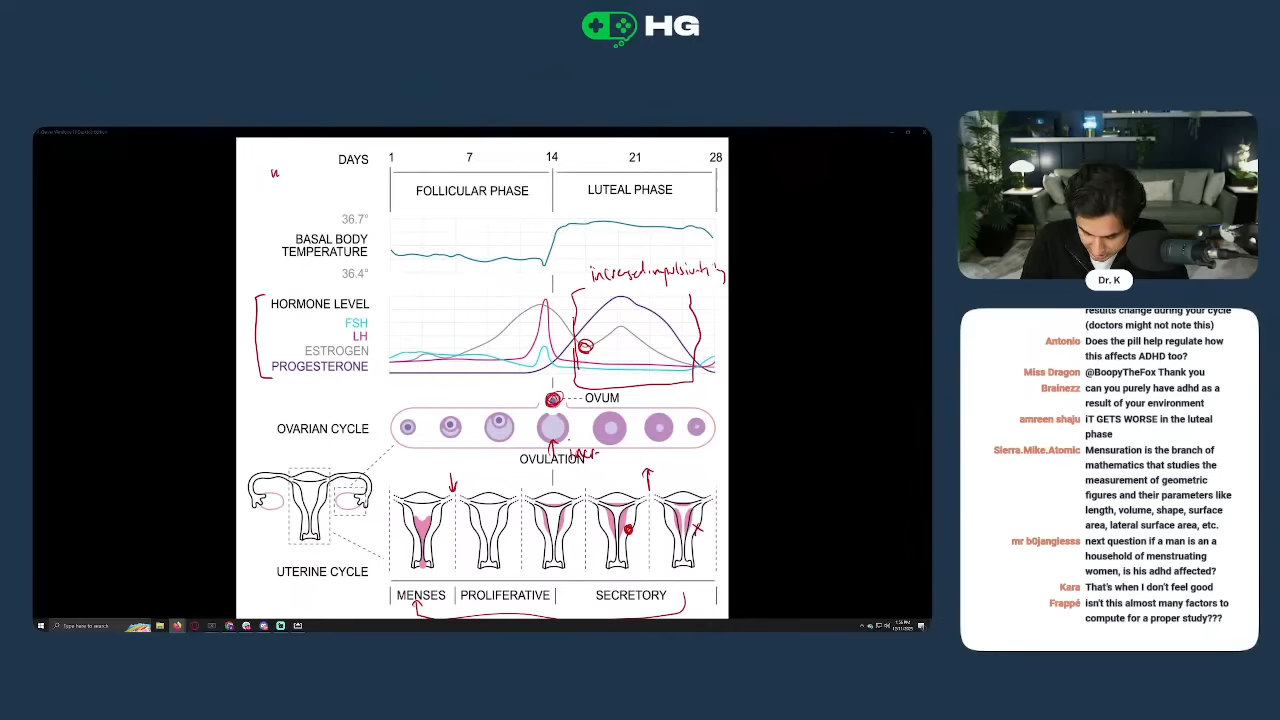 HG
DAYS
1 7 14 21 28
FOLLICULAR PHASE
LUTEAL PHASE
36.7°
BASAL BODY
TEMPERATURE
36.4°
increased impulsivity
HORMONE LEVEL
FSH
LH
ESTROGEN
PROGESTERONE
OVUM
OVARIAN CYCLE
OVULATION
UTERINE CYCLE
MENSES
PROLIFERATIVE
SECRETORY
Type here to search
Dr. K
results change during your cycle
(doctors might not note this)
Antonio Does the pill help regulate how
this affects ADHD too?
Miss Dragon @BoopyTheFox Thank you
Brainezz can you purely have adhd as a
result of your environment
amreen shaju iT GETS WORSE in the luteal
phase
Sierra.Mike.Atomic Mensuration is the branch of
mathematics that studies the
measurement of geometric
figures and their parameters like
length, volume, shape, surface
area, lateral surface area, etc.
mr b0janglesss next question if a man is an a
household of menstruating
women, is his adhd affected?
Kara That's when I don't feel good
Frappé isn't this almost many factors to
compute for a proper study???